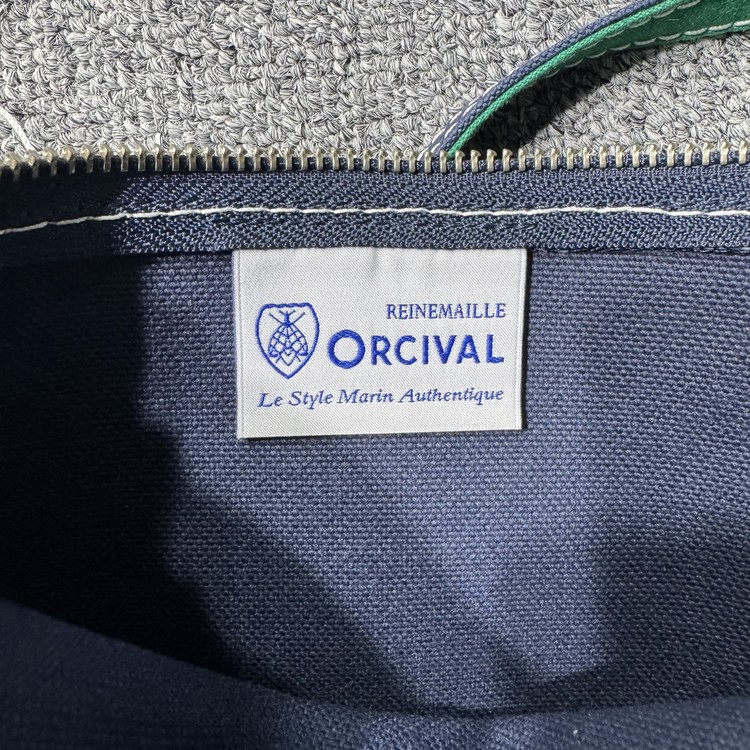 REINEMAILLE
ORCIVAL
Le Style Marin Authentique